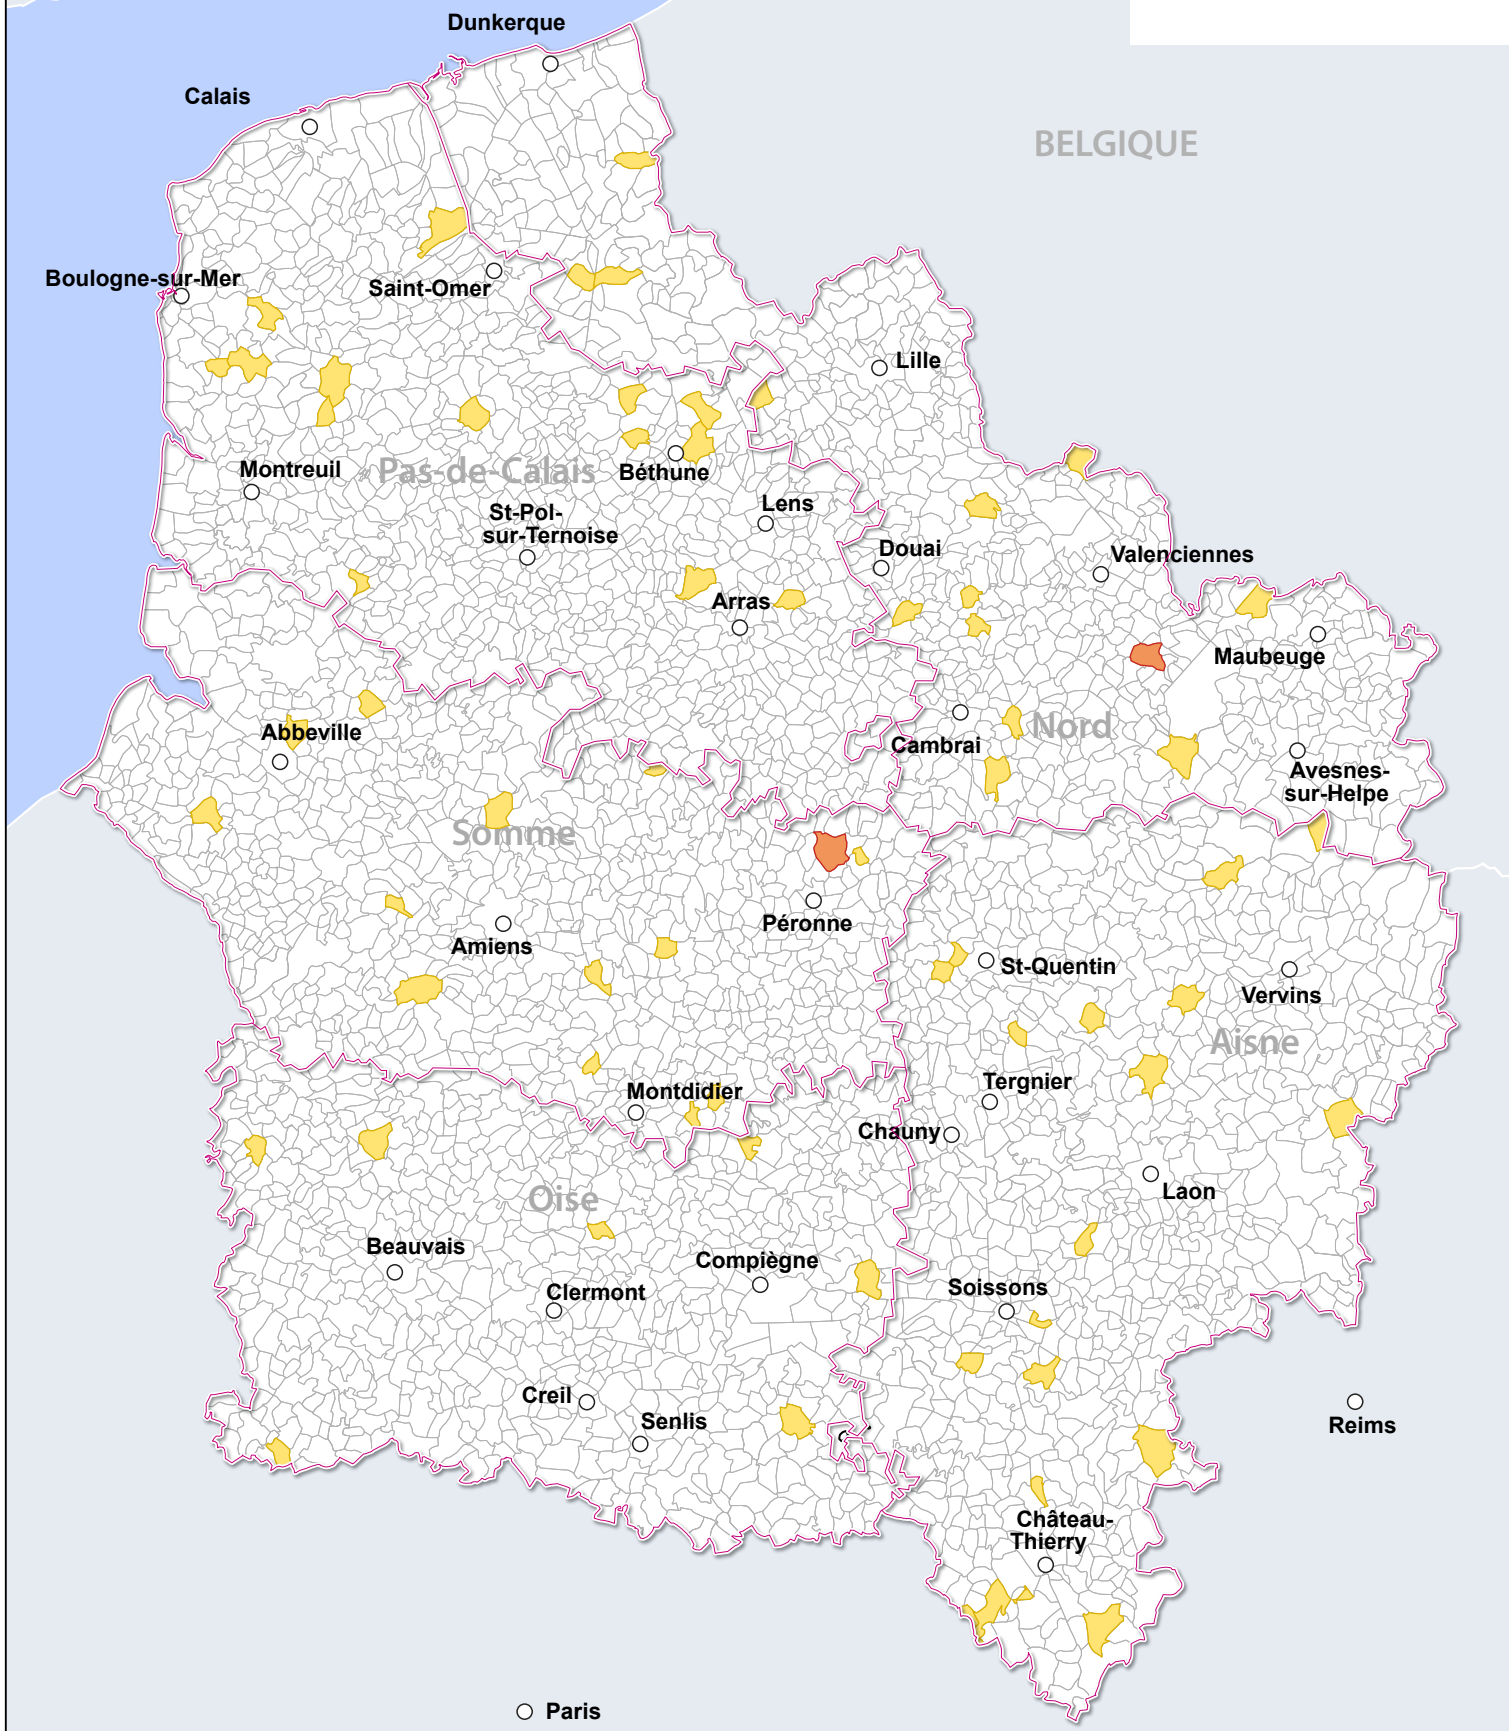 Dunkerque
Calais
BELGIQUE
Boulogne-sur-Mer
Saint-Omer
Lille
Montreuil
Pas-de-Calais
Béthune
Lens
St-Pol-
sur-Ternoise
Douai
Valenciennes
Arras
Maubeuge
Abbeville
Cambrai
Nord
Avesnes-
sur-Helpe
Somme
Péronne
Amiens
St-Quentin
Vervins
Aisne
Montdidier
Tergnier
Chauny
Laon
Oise
Beauvais
Compiègne
Clermont
Soissons
Creil
Senlis
Reims
Château-
Thierry
Paris